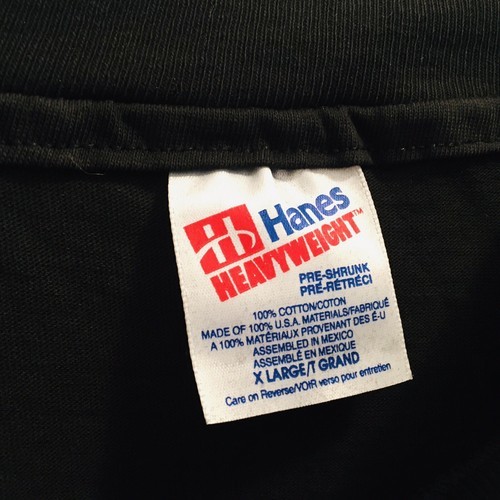 Hanes
HEAVYWEIGHT™
PRE-SHRUNK
PRÉ-RÉTRÉCI
100% COTTON/COTON
MADE OF 100% U.S.A. MATERIALS/FABRIQUÉ
A 100% MATÉRIAUX PROVENANT DES É-U
ASSEMBLED IN MEXICO
ASSEMBLÉ EN MEXIQUE
X LARGE/T GRAND
Care on Reverse/VOIR verso pour entretien